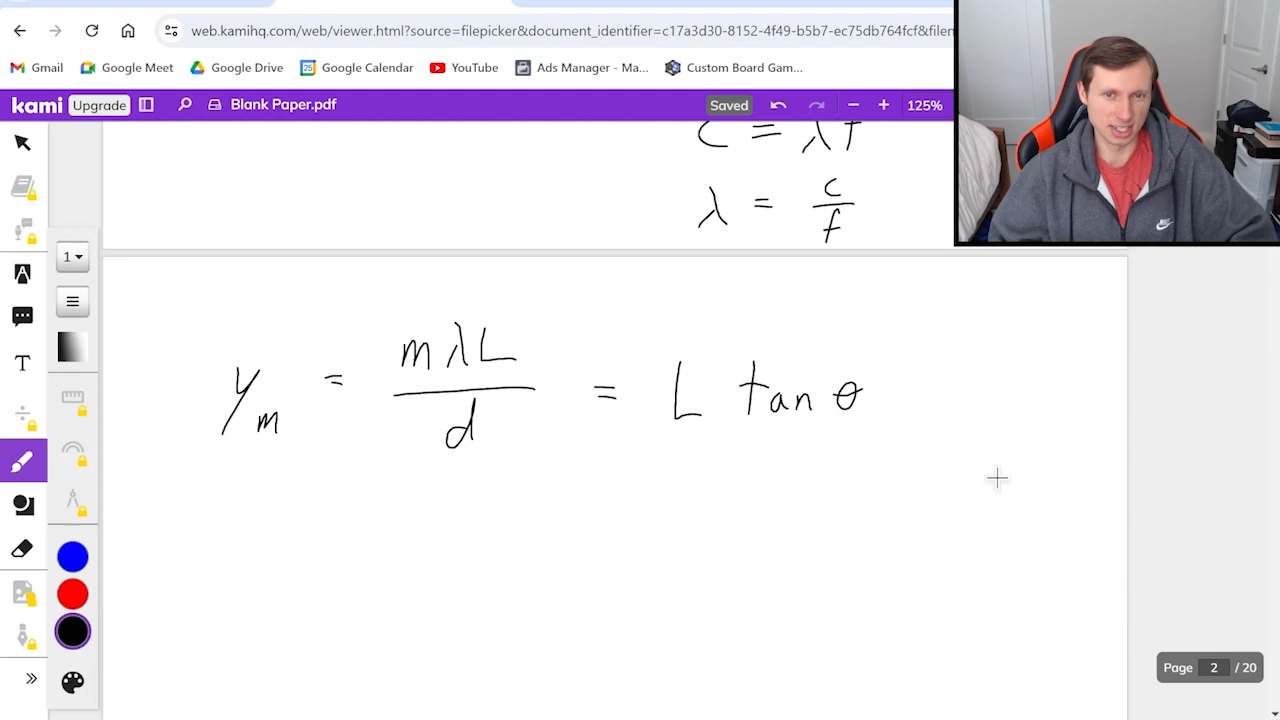 web.kamihq.com/web/viewer.html?source=filepicker&document_identifier=c17a3d30-8152-4f49-b5b7-ec75db764fcf&filen
Gmail Google Meet Google Drive 31 Google Calendar YouTube Ads Manager - Ma... Custom Board Gam...
kami Upgrade Blank Paper.pdf Saved 125%
c = λf
λ = c/f
1
y_m = mλL/d = L tan θ
Page 2 / 20